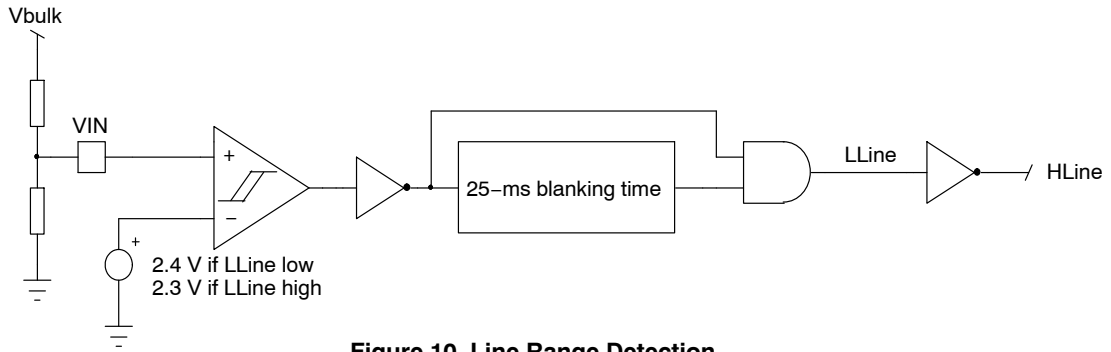 Vbulk
VIN
+
−
+
2.4 V if LLine low
2.3 V if LLine high
25−ms blanking time
LLine
HLine
Figure 10. Line Range Detection